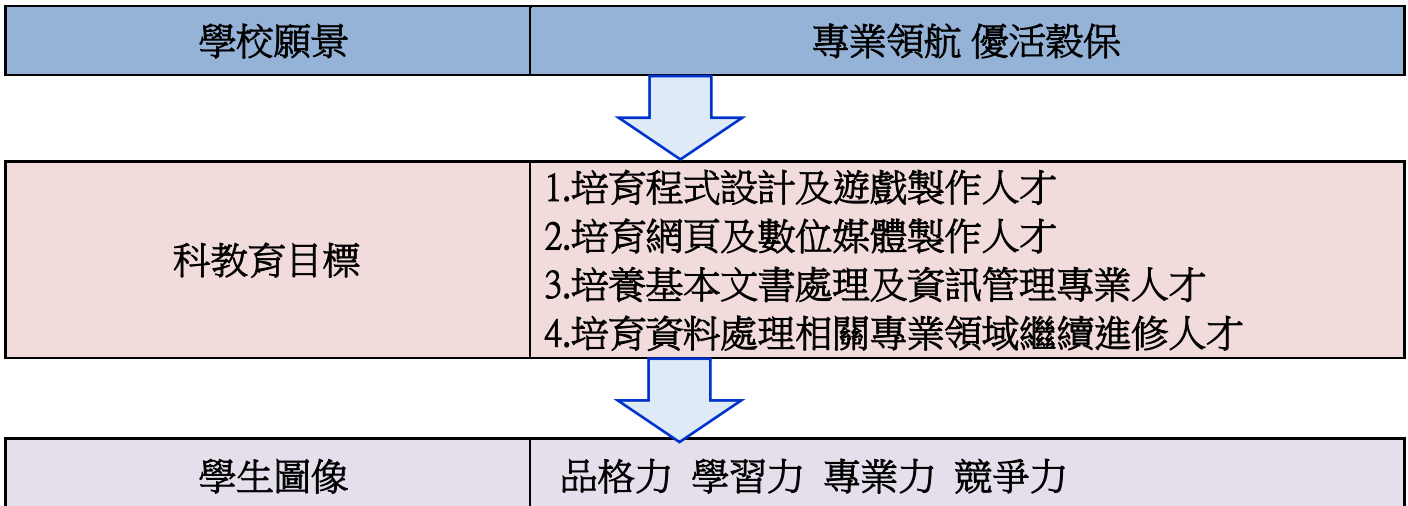 學校願景 專業領航 優活穀保
科教育目標
1.培育程式設計及遊戲製作人才
2.培育網頁及數位媒體製作人才
3.培養基本文書處理及資訊管理專業人才
4.培育資料處理相關專業領域繼續進修人才
學生圖像 品格力 學習力 專業力 競爭力